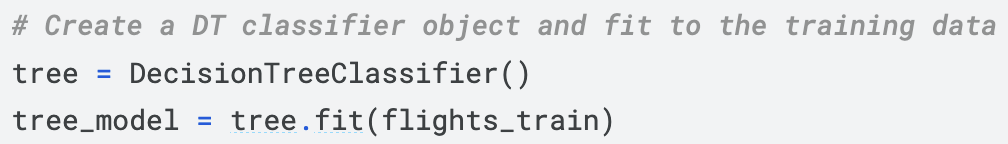 # Create a DT classifier object and fit to the training data
tree = DecisionTreeClassifier()
tree_model = tree.fit(flights_train)